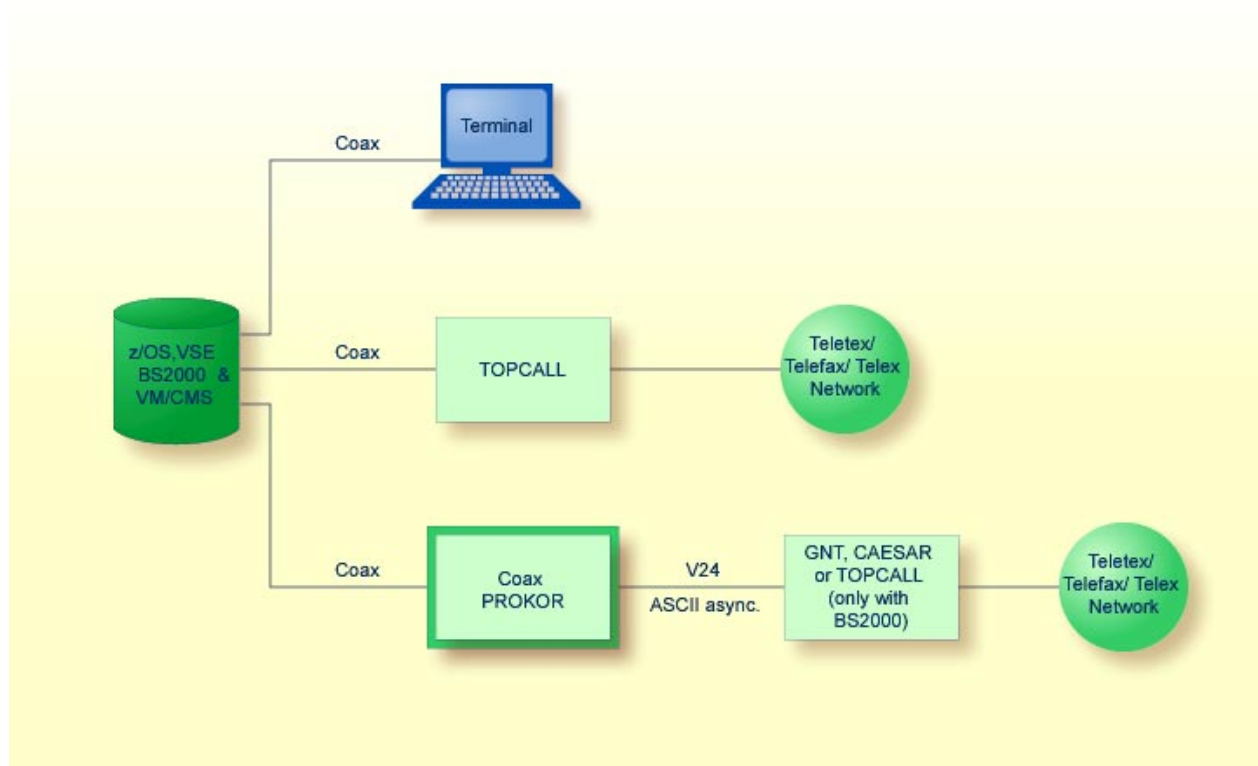 Terminal
Coax
z/OS,VSE
BS2000 &
VM/CMS
Coax
TOPCALL
Teletex/
Telefax/ Telex
Network
Coax
Coax
PROKOR
V24
ASCII async.
GNT, CAESAR
or TOPCALL
(only with
BS2000)
Teletex/
Telefax/ Telex
Network